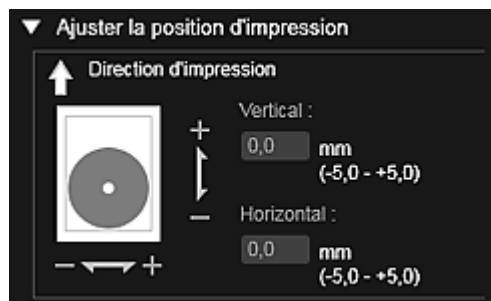 ▼ Ajuster la position d'impression
Direction d'impression
Vertical :
+
0,0 mm
(-5,0 - +5,0)
−
Horizontal :
0,0 mm
− +
(-5,0 - +5,0)